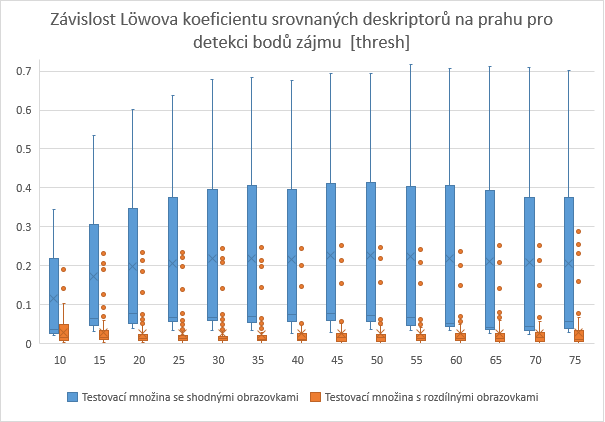 Závislost Löwova koeficientu srovnaných deskriptorů na prahu pro
detekci bodů zájmu [thresh]
0.7
0.6
0.5
0.4
0.3
0.2
0.1
0
10 15 20 25 30 35 40 45 50 55 60 65 70 75
Testovací množina se shodnými obrazovkami Testovací množina s rozdílnými obrazovkami